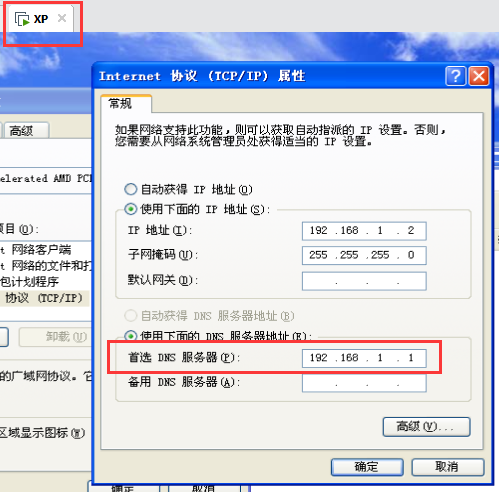 XP
Internet 协议 (TCP/IP) 属性
常规
高级
如果网络支持此功能，则可以获取自动指派的 IP 设置。否则，
您需要从网络系统管理员处获得适当的 IP 设置。
elerated AMD PCN
自动获得 IP 地址(O)
使用下面的 IP 地址(S):
项目(O):
IP 地址(I): 192 .168 . 1 . 2
t 网络客户端
子网掩码(U): 255 .255 .255 . 0
t 网络的文件和打
包计划程序
默认网关(D):
协议 (TCP/IP)
自动获得 DNS 服务器地址(B)
卸载(U)
使用下面的 DNS 服务器地址(E):
首选 DNS 服务器(P): 192 .168 . 1 . 1
的广域网协议。它
备用 DNS 服务器(A):
高级(V)...
区域显示图标(W)
确定 取消
确定 取消